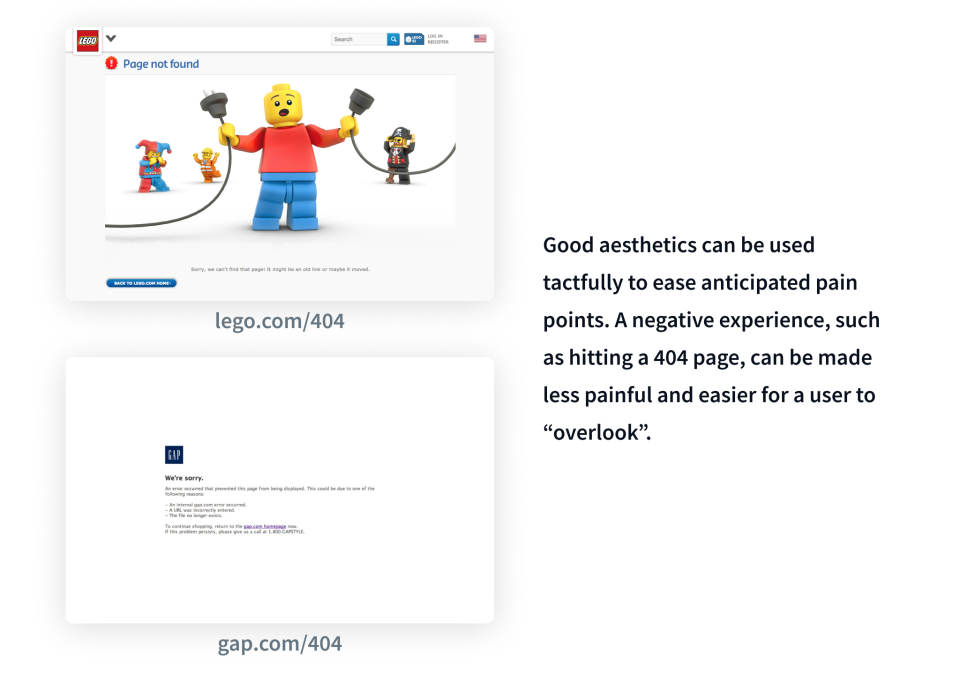 LEGO
Search
LEGO ID
LOG IN
REGISTER
Page not found
Sorry, we can't find that page! It might be an old link or maybe it moved.
BACK TO LEGO.COM HOME
lego.com/404
Good aesthetics can be used
tactfully to ease anticipated pain
points. A negative experience, such
as hitting a 404 page, can be made
less painful and easier for a user to
“overlook”.
GAP
We're sorry.
An error occurred that prevented this page from being displayed. This could be due to one of the
following reasons:
– An internal gap.com error occurred.
– A URL was incorrectly entered.
– The file no longer exists.
To continue shopping, return to the gap.com homepage now.
If this problem persists, please give us a call at 1.800.GAPSTYLE.
gap.com/404